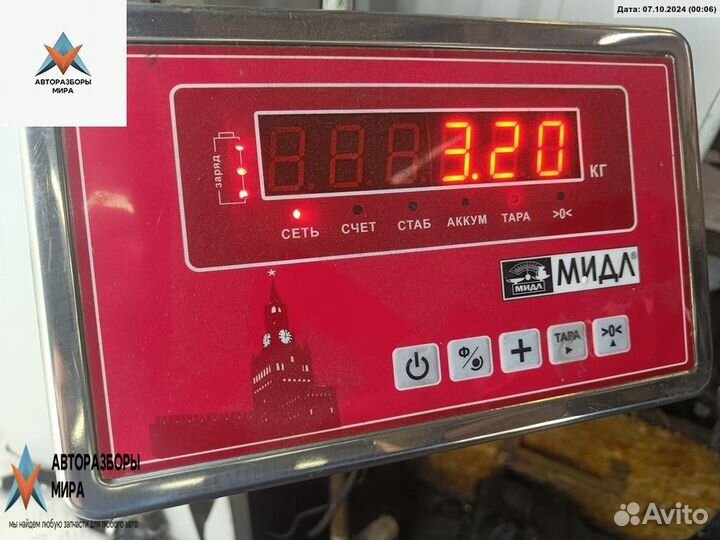 Дата: 07.10.2024 (00:06)
АВТОРАЗБОРЫ
МИРА
заряд
3.20
КГ
СЕТЬ СЧЕТ СТАБ АККУМ ТАРА >0<
МИДЛ МИДЛ®
Ф/ + ТАРА >0<
АВТОРАЗБОРЫ
МИРА
мы найдем любую запчасти для любого авто
Avito